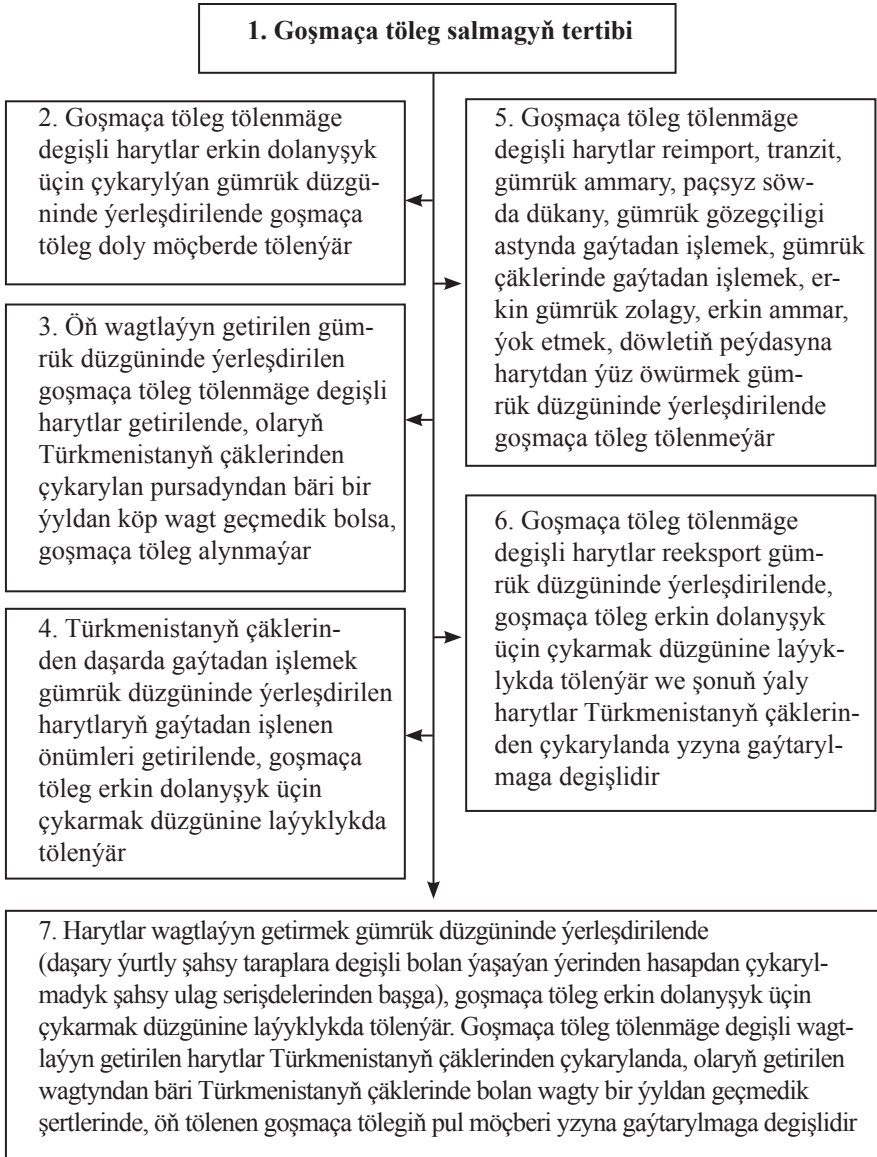 1. Goşmaça töleg salmagyň tertibi
2. Goşmaça töleg tölenmäge
degişli harytlar erkin dolanyşyk
üçin çykarylýan gümrük düzgü-
ninde ýerleşdirilende goşmaça
töleg doly möçberde tölenýär
3. Öň wagtlaýyn getirilen güm-
rük düzgüninde ýerleşdirilen
goşmaça töleg tölenmäge degişli
harytlar getirilende, olaryň
Türkmenistanyň çäklerinden
çykarylan pursadyndan bäri bir
ýyldan köp wagt geçmedik bolsa,
goşmaça töleg alynmaýar
4. Türkmenistanyň çäklerin-
den daşarda gaýtadan işlemek
gümrük düzgüninde ýerleşdirilen
harytlaryň gaýtadan işlenen
önümleri getirilende, goşmaça
töleg erkin dolanyşyk üçin
çykarmak düzgünine laýyklykda
tölenýär
5. Goşmaça töleg tölenmäge
degişli harytlar reimport, tranzit,
gümrük ammary, paçsyz söw-
da dükany, gümrük gözegçiligi
astynda gaýtadan işlemek, gümrük
çäklerinde gaýtadan işlemek, er-
kin gümrük zolagy, erkin ammar,
ýok etmek, döwletiň peýdasyna
harytdan ýüz öwürmek güm-
rük düzgüninde ýerleşdirilende
goşmaça töleg tölenmeýär
6. Goşmaça töleg tölenmäge
degişli harytlar reeksport güm-
rük düzgüninde ýerleşdirilende,
goşmaça töleg erkin dolanyşyk
üçin çykarmak düzgünine laýyk-
lykda tölenýär we şonuň ýaly
harytlar Türkmenistanyň çäklerin-
den çykarylanda yzyna gaýtaryl-
maga degişlidir
7. Harytlar wagtlaýyn getirmek gümrük düzgüninde ýerleşdirilende
(daşary ýurtly şahsy taraplara degişli bolan ýaşaýan ýerinden hasapdan çykaryl-
madyk şahsy ulag serişdelerinden başga), goşmaça töleg erkin dolanyşyk üçin
çykarmak düzgünine laýyklykda tölenýär. Goşmaça töleg tölenmäge degişli wagt-
laýyn getirilen harytlar Türkmenistanyň çäklerinden çykarylanda, olaryň getirilen
wagtyndan bäri Türkmenistanyň çäklerinde bolan wagty bir ýyldan geçmedik
şertlerinde, öň tölenen goşmaça tölegiň pul möçberi yzyna gaýtarylmaga degişlidir